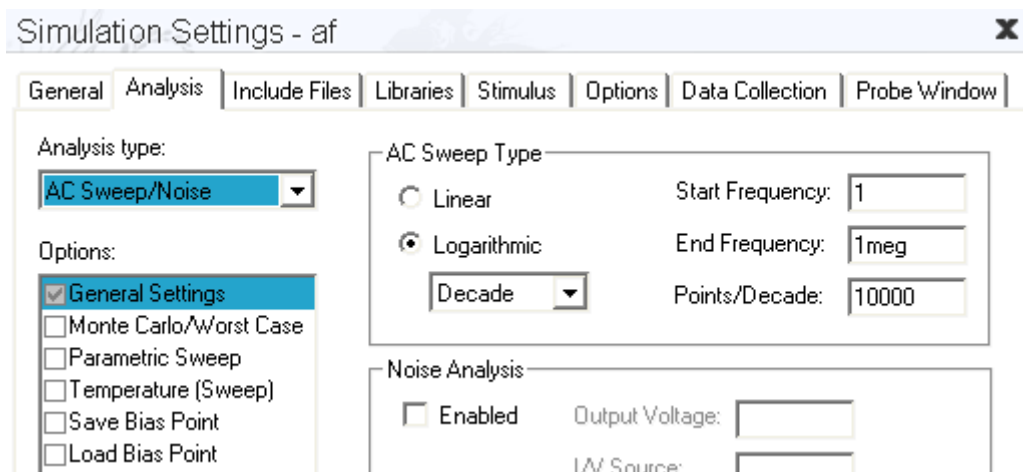 Simulation Settings - af
General Analysis Include Files Libraries Stimulus Options Data Collection Probe Window
Analysis type:
AC Sweep/Noise
Options:
General Settings
Monte Carlo/Worst Case
Parametric Sweep
Temperature (Sweep)
Save Bias Point
Load Bias Point
AC Sweep Type
Linear
Logarithmic
Decade
Start Frequency: 1
End Frequency: 1meg
Points/Decade: 10000
Noise Analysis
Enabled
Output Voltage:
I/V Source: